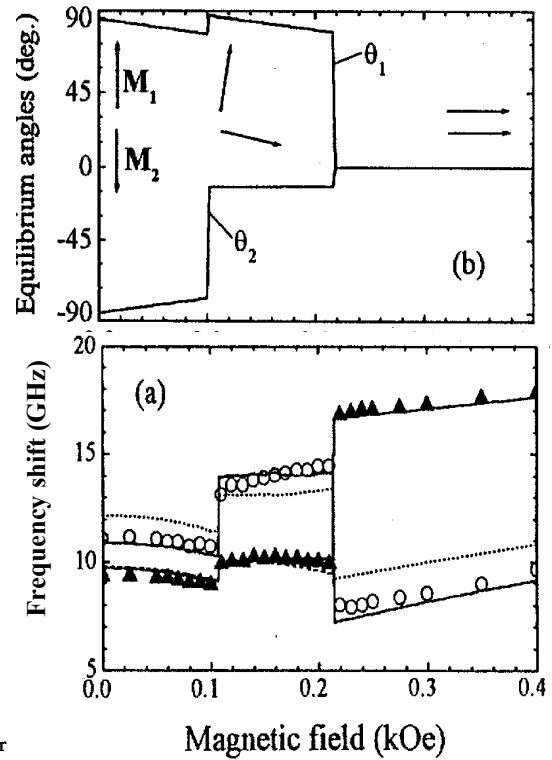 Equilibrium angles (deg.)
90
45
0
-45
-90
M1
M2
θ1
θ2
(b)
Frequency shift (GHz)
20
15
10
5
(a)
0.0
0.1
0.2
0.3
0.4
Magnetic field (kOe)
r